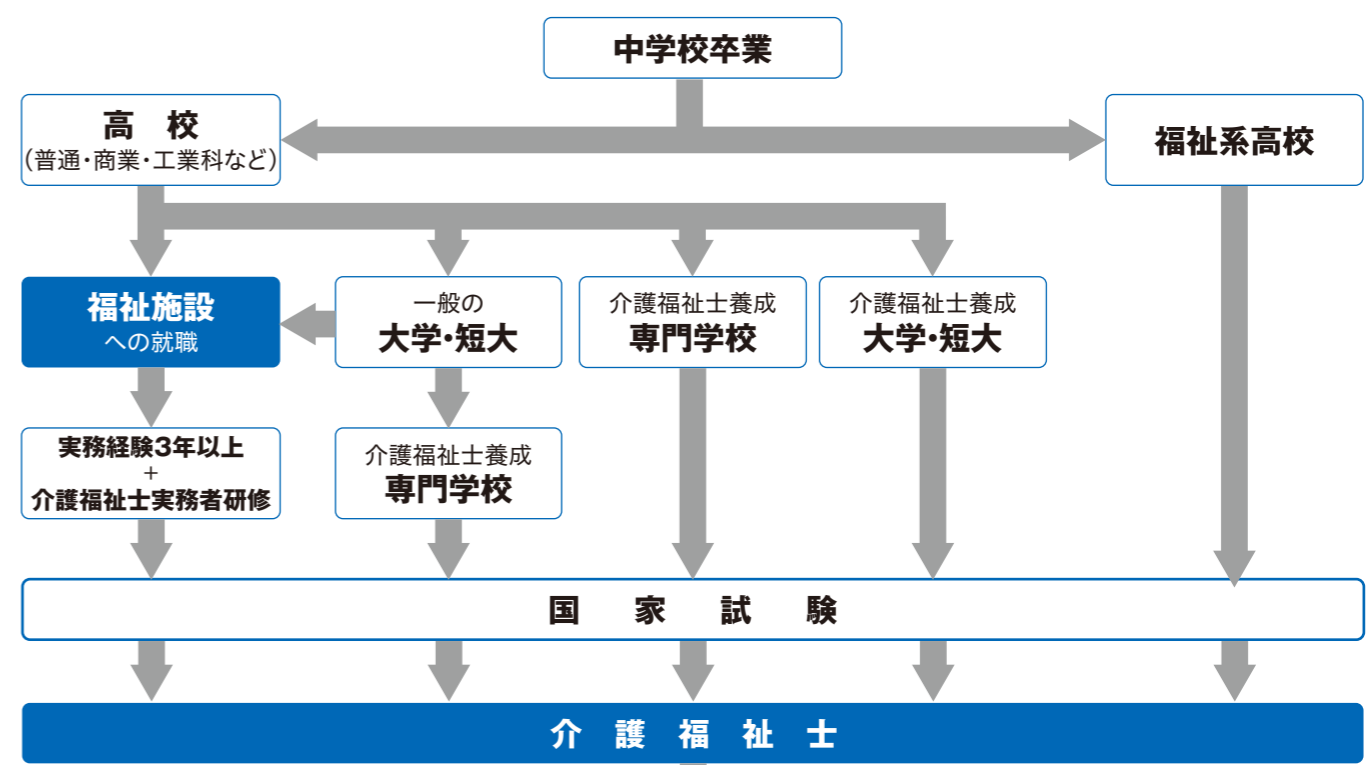 中学校卒業
高　校
(普通・商業・工業科など)
福祉系高校
福祉施設
への就職
一般の
大学・短大
介護福祉士養成
専門学校
介護福祉士養成
大学・短大
実務経験3年以上
+
介護福祉士実務者研修
介護福祉士養成
専門学校
国　家　試　験
介　護　福　祉　士